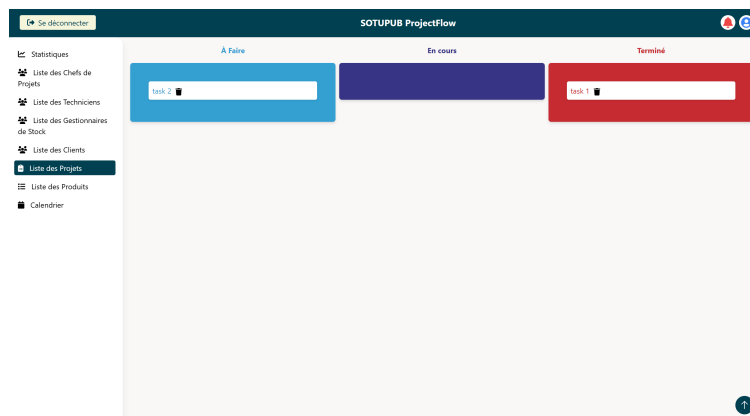 Se déconnecter
SOTUPUB ProjectFlow
Statistiques
Liste des Chefs de
Projets
Liste des Techniciens
Liste des Gestionnaires
de Stock
Liste des Clients
Liste des Projets
Liste des Produits
Calendrier
À Faire
En cours
Terminé
task 2
task 1